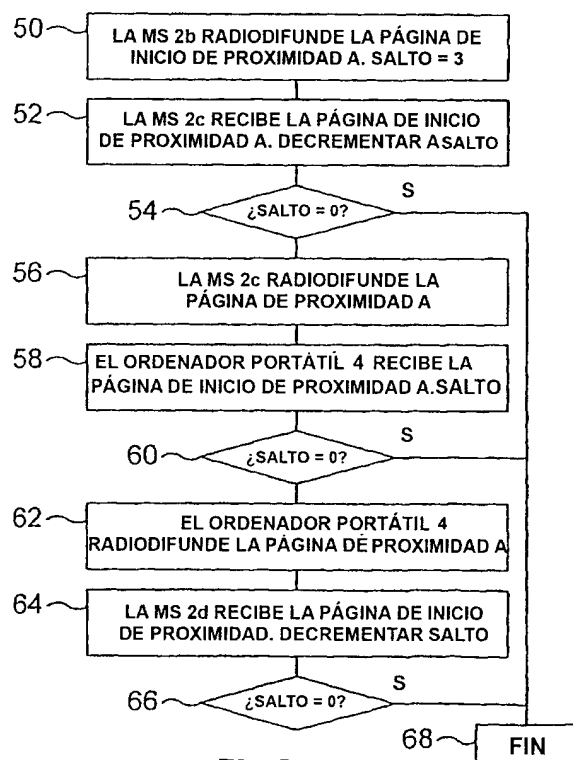 50
LA MS 2b RADIODIFUNDE LA PÁGINA DE
INICIO DE PROXIMIDAD A. SALTO = 3
52
LA MS 2c RECIBE LA PÁGINA DE INICIO
DE PROXIMIDAD A. DECREMENTAR A SALTO
54
¿SALTO = 0?
S
56
LA MS 2c RADIODIFUNDE LA
PÁGINA DE PROXIMIDAD A
58
EL ORDENADOR PORTÁTIL 4 RECIBE LA
PÁGINA DE INICIO DE PROXIMIDAD A.SALTO
60
¿SALTO = 0?
S
62
EL ORDENADOR PORTÁTIL 4
RADIODIFUNDE LA PÁGINA DE PROXIMIDAD A
64
LA MS 2d RECIBE LA PÁGINA DE INICIO
DE PROXIMIDAD. DECREMENTAR SALTO
66
¿SALTO = 0?
S
68
FIN